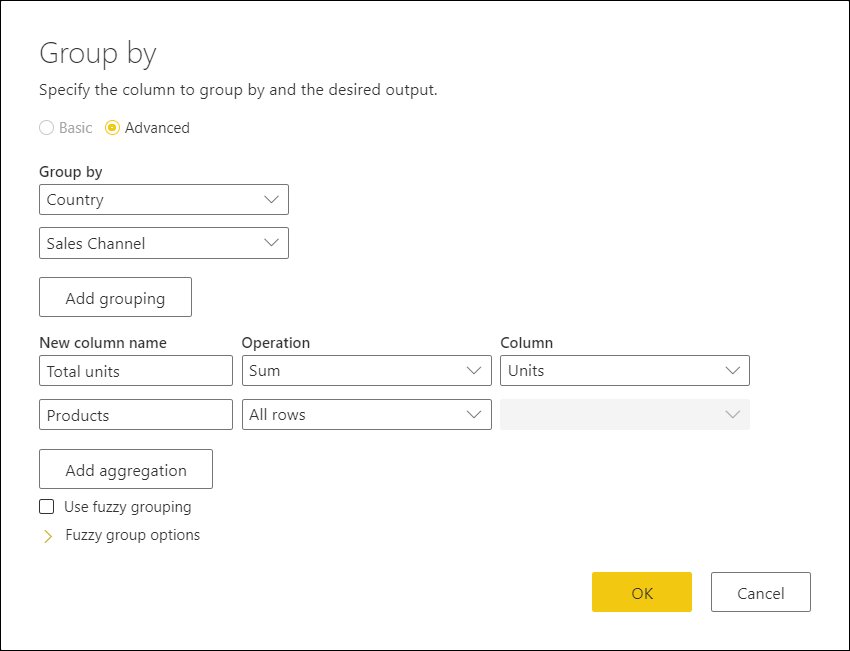 Group by
Specify the column to group by and the desired output.
Basic Advanced
Group by
Country
Sales Channel
Add grouping
New column name Operation Column
Total units Sum Units
Products All rows
Add aggregation
Use fuzzy grouping
Fuzzy group options
OK Cancel